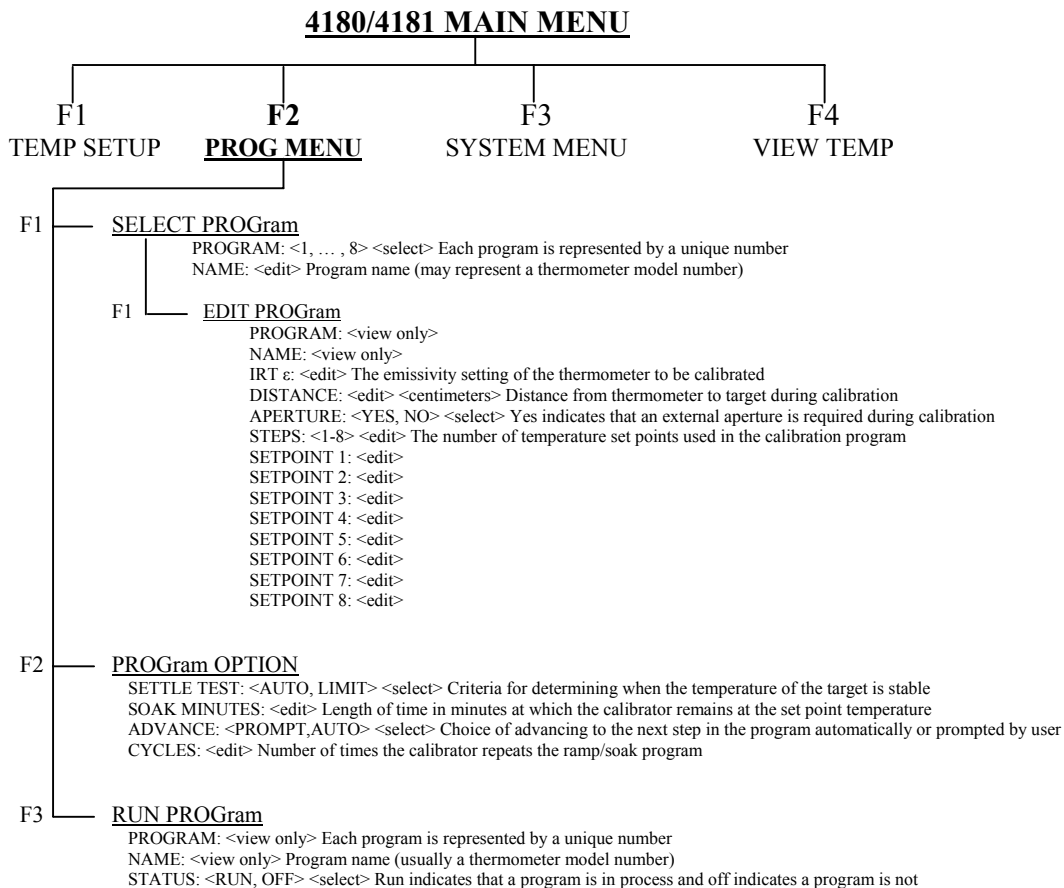 4180/4181 MAIN MENU
F1 F2 F3 F4
TEMP SETUP PROG MENU SYSTEM MENU VIEW TEMP
F1 SELECT PROGram
PROGRAM: <1, … , 8> <select> Each program is represented by a unique number
NAME: <edit> Program name (may represent a thermometer model number)
F1 EDIT PROGram
PROGRAM: <view only>
NAME: <view only>
IRT ε: <edit> The emissivity setting of the thermometer to be calibrated
DISTANCE: <edit> <centimeters> Distance from thermometer to target during calibration
APERTURE: <YES, NO> <select> Yes indicates that an external aperture is required during calibration
STEPS: <1-8> <edit> The number of temperature set points used in the calibration program
SETPOINT 1: <edit>
SETPOINT 2: <edit>
SETPOINT 3: <edit>
SETPOINT 4: <edit>
SETPOINT 5: <edit>
SETPOINT 6: <edit>
SETPOINT 7: <edit>
SETPOINT 8: <edit>
F2 PROGram OPTION
SETTLE TEST: <AUTO, LIMIT> <select> Criteria for determining when the temperature of the target is stable
SOAK MINUTES: <edit> Length of time in minutes at which the calibrator remains at the set point temperature
ADVANCE: <PROMPT,AUTO> <select> Choice of advancing to the next step in the program automatically or prompted by user
CYCLES: <edit> Number of times the calibrator repeats the ramp/soak program
F3 RUN PROGram
PROGRAM: <view only> Each program is represented by a unique number
NAME: <view only> Program name (usually a thermometer model number)
STATUS: <RUN, OFF> <select> Run indicates that a program is in process and off indicates a program is not